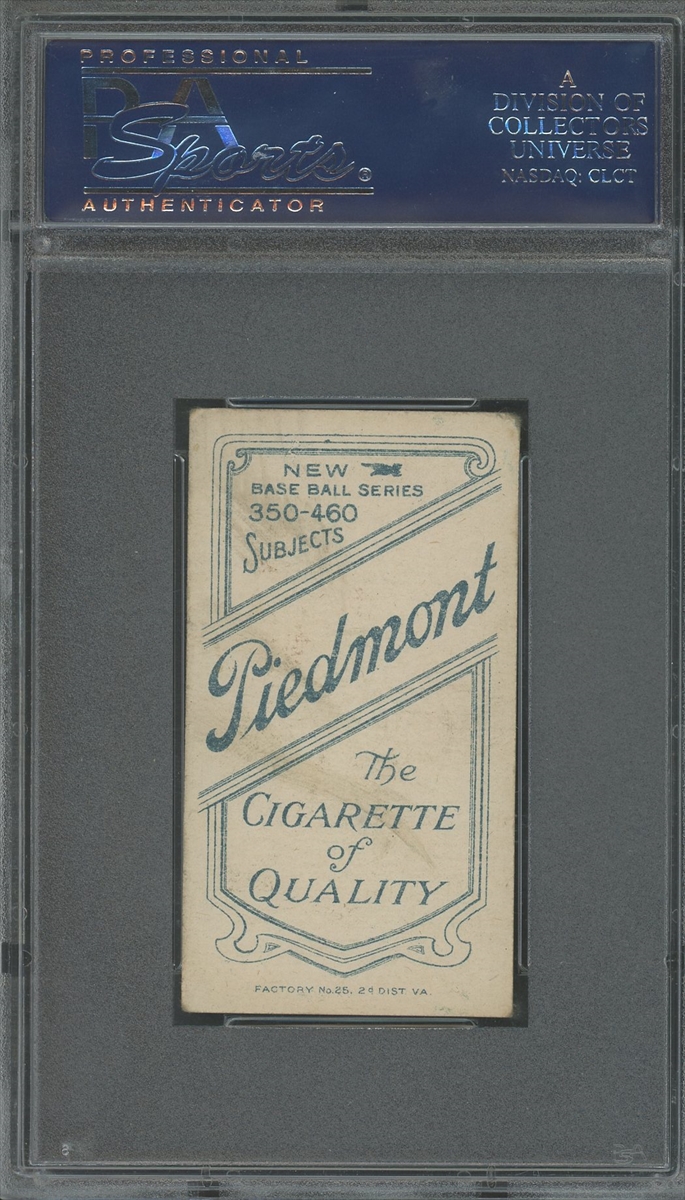 PROFESSIONAL
PSA
Sports®
AUTHENTICATOR
A
DIVISION OF
COLLECTORS
UNIVERSE
NASDAQ: CLCT
NEW
BASE BALL SERIES
350-460
SUBJECTS
Piedmont
The
CIGARETTE
of
QUALITY
FACTORY No. 25, 2d DIST. VA.